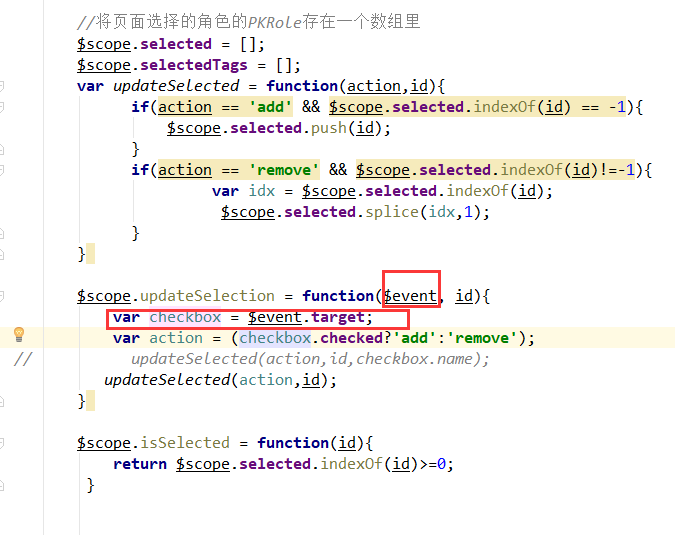 //将页面选择的角色的PKRole存在一个数组里
$scope.selected = [];
$scope.selectedTags = [];
var updateSelected = function(action,id){
if(action == 'add' && $scope.selected.indexOf(id) == -1){
$scope.selected.push(id);
}
if(action == 'remove' && $scope.selected.indexOf(id)!=-1){
var idx = $scope.selected.indexOf(id);
$scope.selected.splice(idx,1);
}
}
$scope.updateSelection = function($event, id){
var checkbox = $event.target;
var action = (checkbox.checked?'add':'remove');
// updateSelected(action,id,checkbox.name);
updateSelected(action,id);
}
$scope.isSelected = function(id){
return $scope.selected.indexOf(id)>=0;
}